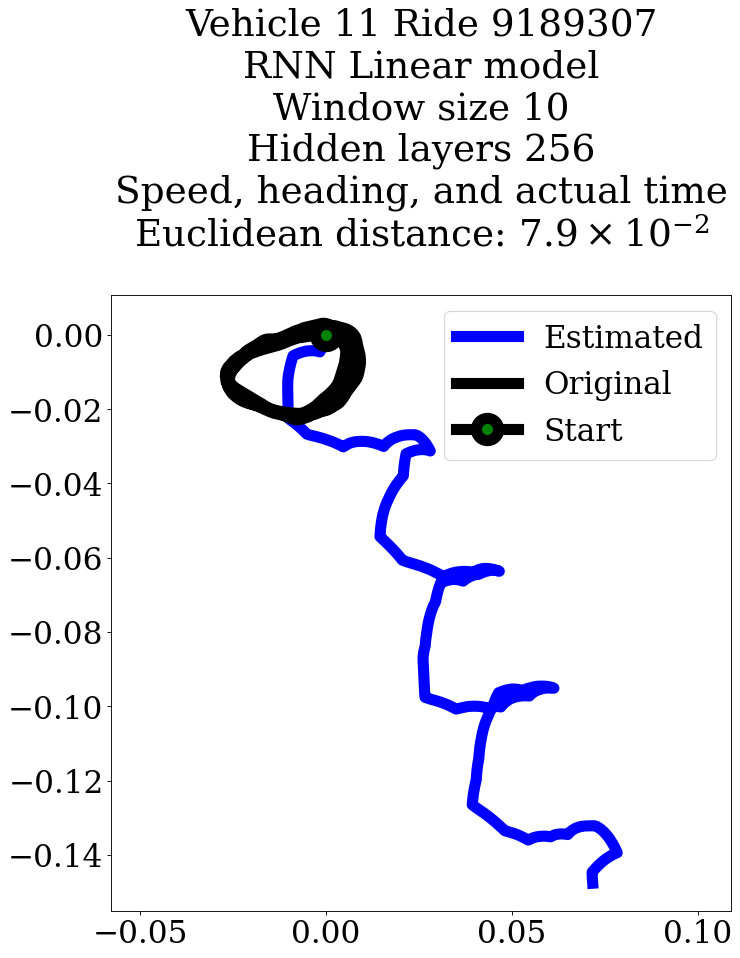 Vehicle 11 Ride 9189307
RNN Linear model
Window size 10
Hidden layers 256
Speed, heading, and actual time
Euclidean distance: 7.9 × 10⁻²
Estimated
Original
Start
0.00
−0.02
−0.04
−0.06
−0.08
−0.10
−0.12
−0.14
−0.05 0.00 0.05 0.10